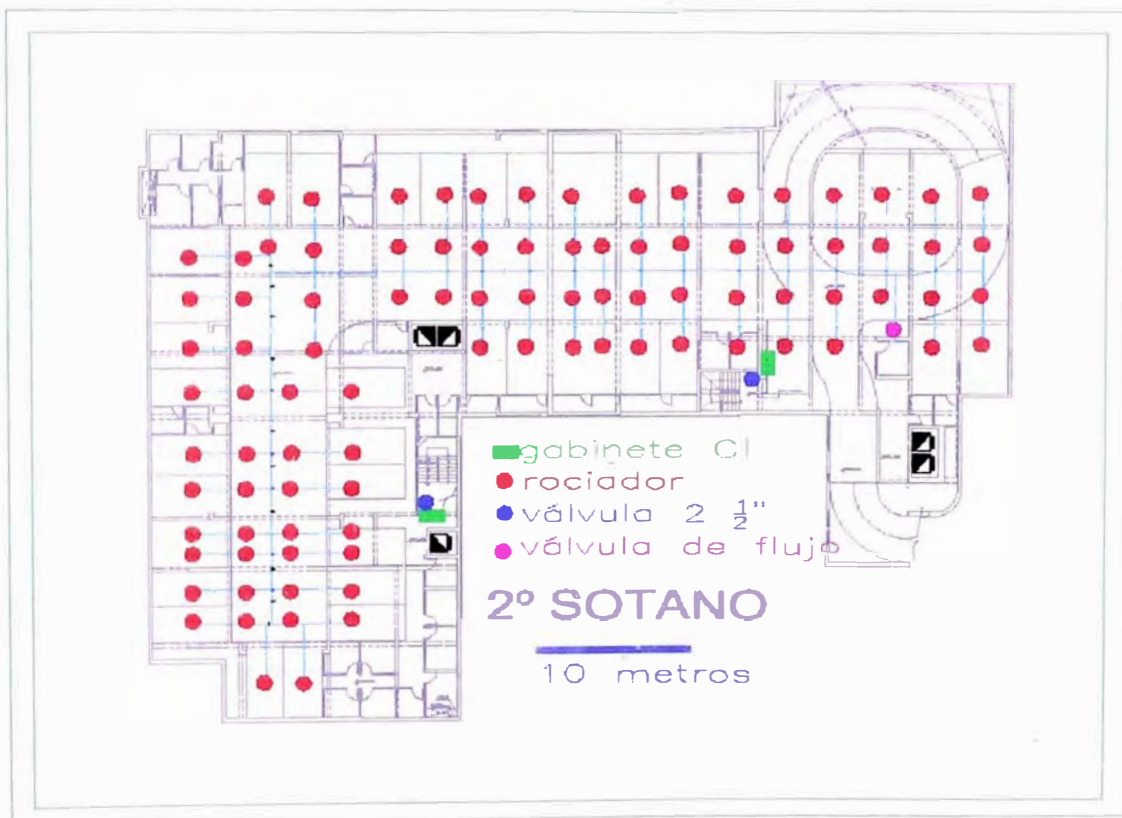 gabinete CI
rociador
válvula 2 ½"
válvula de flujo
2º SOTANO
10 metros